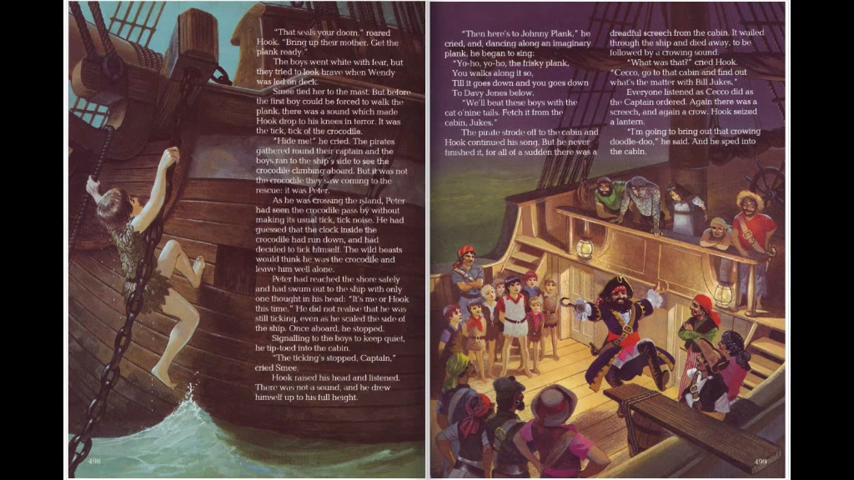 "That seals your doom," roared
Hook. "Bring up their mother. Get the
plank ready."
The boys went white with fear, but
they tried to look brave when Wendy
was led on deck.
Smee tied her to the mast. But before
the first boy could be forced to walk the
plank, there was a sound which made
Hook drop to his knees in terror. It was
the tick, tick of the crocodile.
"Hide me!" he cried. The pirates
gathered round their captain and the
boys ran to the ship's side to see the
crocodile climbing aboard. But it was not
the crocodile they saw coming to the
rescue: it was Peter.
As he was crossing the island, Peter
had seen the crocodile pass by without
making its usual tick, tick noise. He had
guessed that the clock inside the
crocodile had run down, and had
decided to tick himself. The wild beasts
would think he was the crocodile and
leave him well alone.
Peter had reached the shore safely
and had swum out to the ship with only
one thought in his head: "It's me or Hook
this time." He did not realise that he was
still ticking, even as he scaled the side of
the ship. Once aboard, he stopped.
Signalling to the boys to keep quiet,
he tip-toed into the cabin.
"The ticking's stopped, Captain,"
cried Smee.
Hook raised his head and listened.
There was not a sound, and he drew
himself up to his full height.
498
"Then here's to Johnny Plank," he
cried, and, dancing along an imaginary
plank, he began to sing:
"Yo-ho, yo-ho, the frisky plank,
You walks along it so,
Till it goes down and you goes down
To Davy Jones below.
"We'll beat these boys with the
cat o'nine tails. Fetch it from the
cabin, Jukes."
The pirate strode off to the cabin and
Hook continued his song. But he never
finished it, for all of a sudden there was a
dreadful screech from the cabin. It wailed
through the ship and died away, to be
followed by a crowing sound.
"What was that?" cried Hook.
"Cecco, go to that cabin and find out
what's the matter with Bill Jukes."
Everyone listened as Cecco did as
the Captain ordered. Again there was a
screech, and again a crow. Hook seized
a lantern.
"I'm going to bring out that crowing
doodle-doo," he said. And he sped into
the cabin.
499